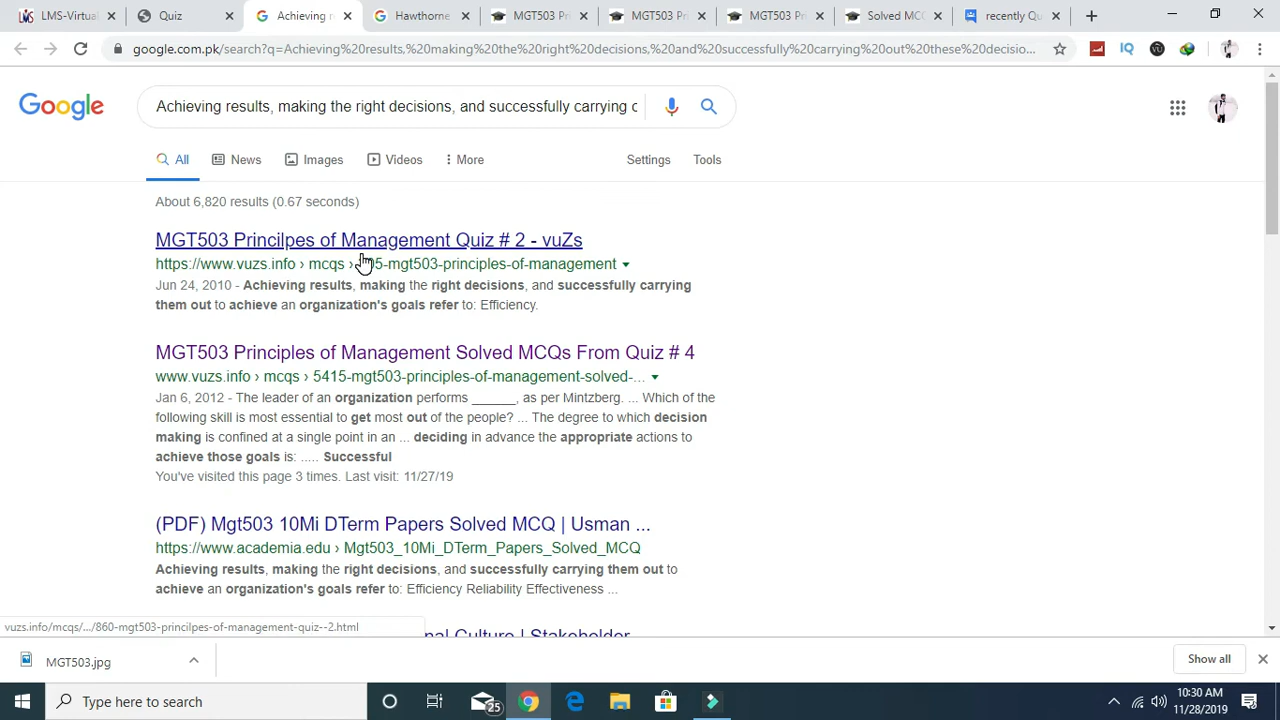 LMS-Virtual
Quiz
Achieving r
Hawthorne
MGT503 Pri
MGT503 Pr
MGT503 Pr
Solved MC
recently Qu
google.com.pk/search?q=Achieving%20results,%20making%20the%20right%20decisions,%20and%20successfully%20carrying%20out%20these%20decisio...
Google
Achieving results, making the right decisions, and successfully carrying c
All
News
Images
Videos
More
Settings
Tools
About 6,820 results (0.67 seconds)
MGT503 Princilpes of Management Quiz # 2 - vuZs
https://www.vuzs.info › mcqs › 5-mgt503-principles-of-management
Jun 24, 2010 - Achieving results, making the right decisions, and successfully carrying
them out to achieve an organization's goals refer to: Efficiency.
MGT503 Principles of Management Solved MCQs From Quiz # 4
www.vuzs.info › mcqs › 5415-mgt503-principles-of-management-solved-...
Jan 6, 2012 - The leader of an organization performs ______, as per Mintzberg. ... Which of the
following skill is most essential to get most out of the people? ... The degree to which decision
making is confined at a single point in an ... deciding in advance the appropriate actions to
achieve those goals is: ..... Successful
You've visited this page 3 times. Last visit: 11/27/19
(PDF) Mgt503 10Mi DTerm Papers Solved MCQ | Usman ...
https://www.academia.edu › Mgt503_10Mi_DTerm_Papers_Solved_MCQ
Achieving results, making the right decisions, and successfully carrying them out to
achieve an organization's goals refer to: Efficiency Reliability Effectiveness ...
vuzs.info/mcqs/.../860-mgt503-princilpes-of-management-quiz--2.html
nal Culture | Stakeholder
MGT503.jpg
Show all
Type here to search
25
10:30 AM
11/28/2019